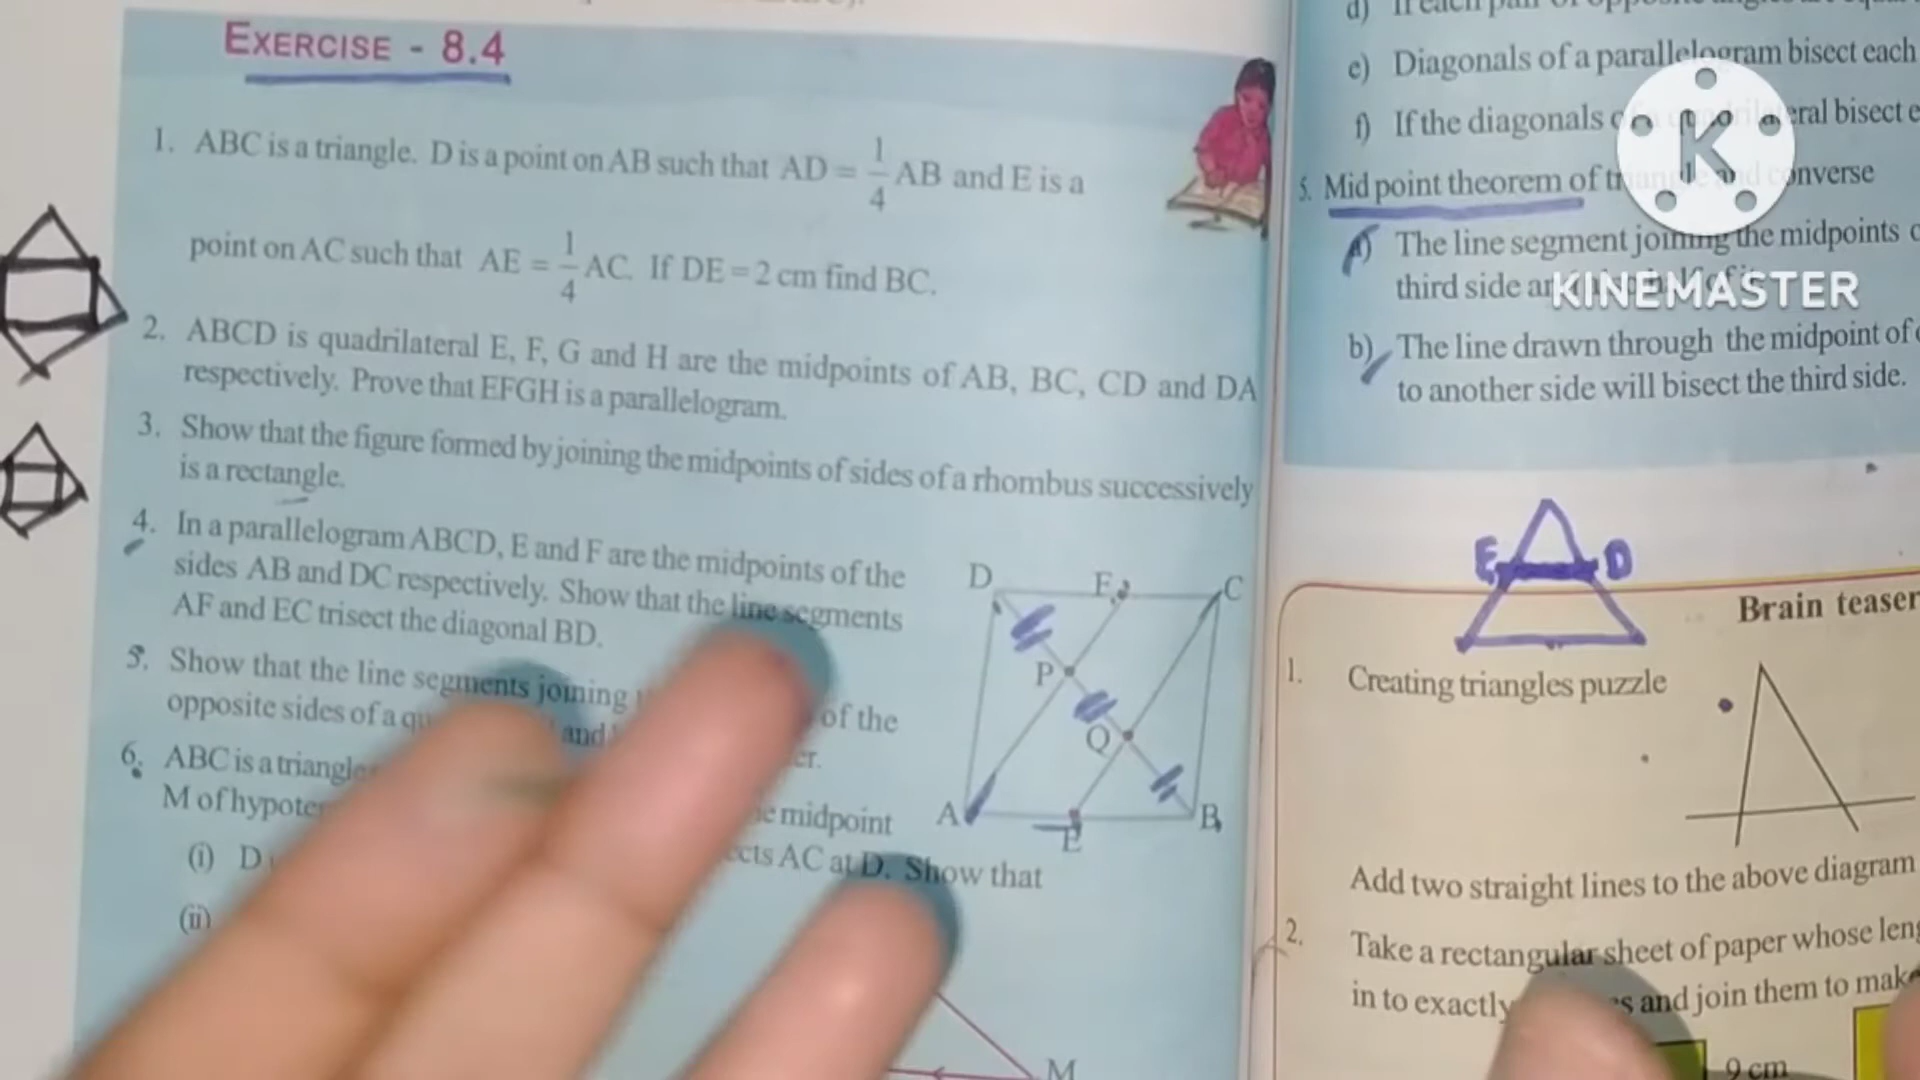 EXERCISE - 8.4
1. ABC is a triangle. D is a point on AB such that AD = 1/4 AB and E is a
point on AC such that AE = 1/4 AC. If DE = 2 cm find BC.
2. ABCD is quadrilateral E, F, G and H are the midpoints of AB, BC, CD and DA
respectively. Prove that EFGH is a parallelogram.
3. Show that the figure formed by joining the midpoints of sides of a rhombus successively
is a rectangle.
4. In a parallelogram ABCD, E and F are the midpoints of the
sides AB and DC respectively. Show that the line segments
AF and EC trisect the diagonal BD.
D F C
P
Q
A E B
5. Show that the line segments joining of the
opposite sides of a and er.
6. ABC is a triangle
M of hypote midpoint
(i) D AC at D. Show that
(ii)
M
d) If each
e) Diagonals of a parallelogram bisect each
f) If the diagonals bisect
5. Mid point theorem of and converse
a) The line segment joining the midpoints
third side
b) The line drawn through the midpoint of
to another side will bisect the third side.
K
KINEMASTER
E D
Brain teaser
1. Creating triangles puzzle
Add two straight lines to the above diagram
2. Take a rectangular sheet of paper whose
in to exactly and join them to make
9 cm